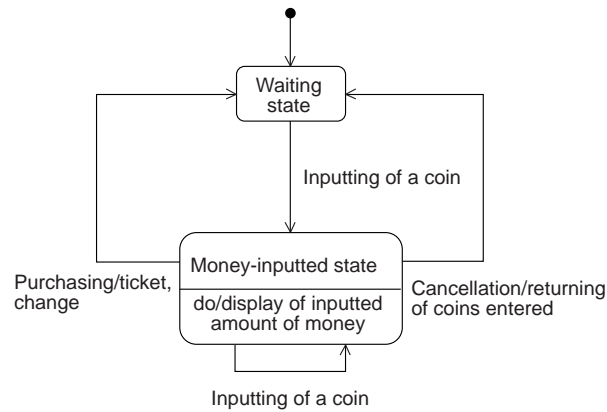 Waiting
state
Inputting of a coin
Money-inputted state
do/display of inputted
amount of money
Purchasing/ticket,
change
Cancellation/returning
of coins entered
Inputting of a coin